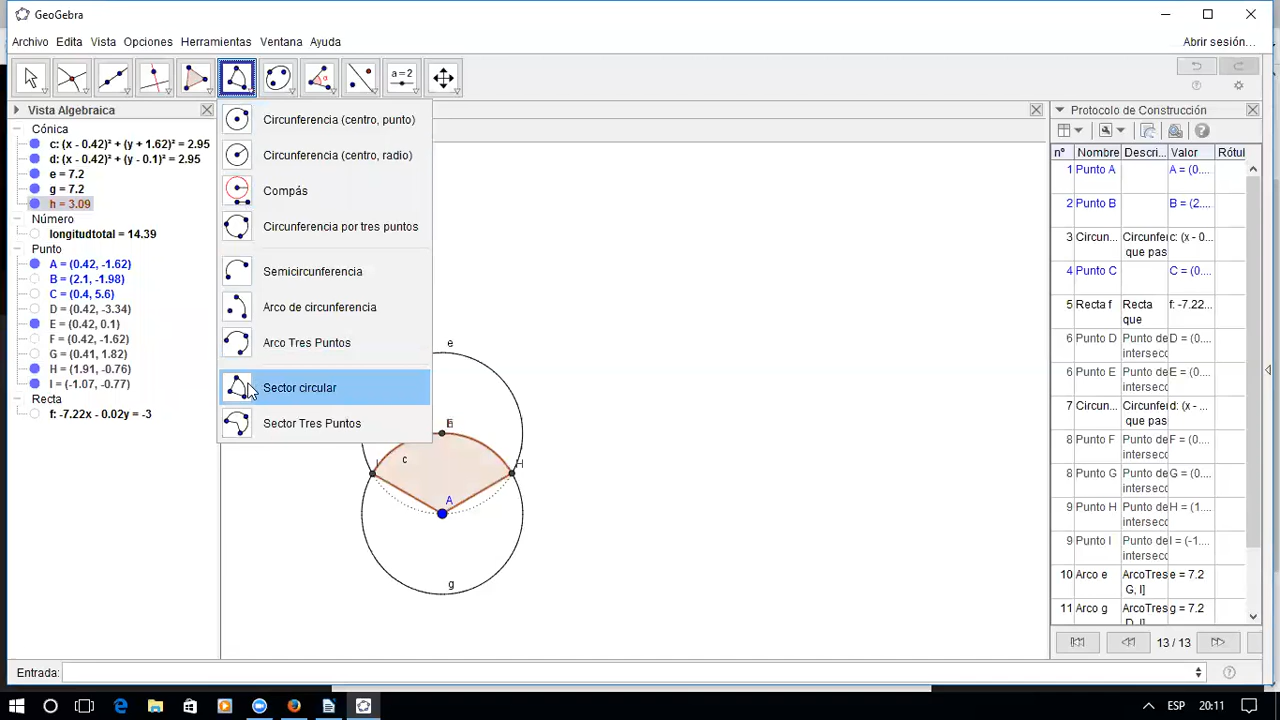 GeoGebra
Archivo Edita Vista Opciones Herramientas Ventana Ayuda
Abrir sesión...
a=2
Vista Algebraica
Cónica
c: (x - 0.42)² + (y + 1.62)² = 2.95
d: (x - 0.42)² + (y - 0.1)² = 2.95
e = 7.2
g = 7.2
h = 3.09
Número
longitudtotal = 14.39
Punto
A = (0.42, -1.62)
B = (2.1, -1.98)
C = (0.4, 5.6)
D = (0.42, -3.34)
E = (0.42, 0.1)
F = (0.42, -1.62)
G = (0.41, 1.82)
H = (1.91, -0.76)
I = (-1.07, -0.77)
Recta
f: -7.22x - 0.02y = -3
Circunferencia (centro, punto)
Circunferencia (centro, radio)
Compás
Circunferencia por tres puntos
Semicircunferencia
Arco de circunferencia
Arco Tres Puntos
Sector circular
Sector Tres Puntos
e
c
H
A
g
Protocolo de Construcción
nº Nombre Descri... Valor Rótul
1 Punto A A = (0....
2 Punto B B = (2....
3 Circun... Circunfere que pas c: (x - 0...
4 Punto C C = (0....
5 Recta f Recta que f: -7.22...
6 Punto D Punto de intersecc D = (0....
6 Punto E Punto de intersecc E = (0....
7 Circun... Circunfere que pas d: (x - ...
8 Punto F Punto de intersecc F = (0....
8 Punto G Punto de intersecc G = (0....
9 Punto H Punto de intersecc H = (1....
9 Punto I Punto de intersecc I = (-1....
10 Arco e ArcoTres G, I] e = 7.2
11 Arco g ArcoTres g = 7.2
13 / 13
Entrada:
ESP 20:11